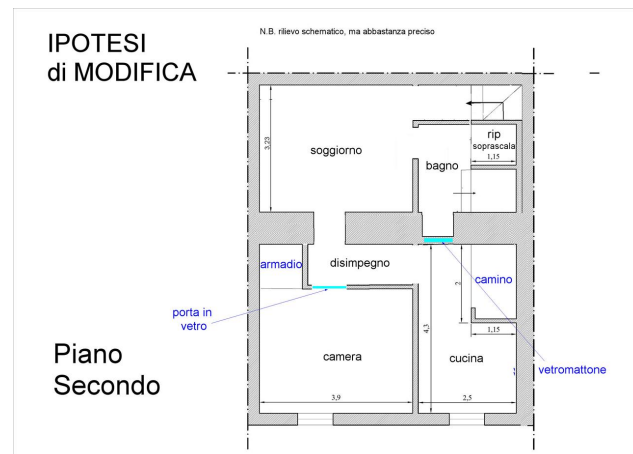 IPOTESI
di MODIFICA
N.B. rilievo schematico, ma abbastanza preciso
3,23
soggiorno
bagno
rip
soprascala
1,15
armadio
disimpegno
camino
2
porta in
vetro
4,3
1,15
Piano
Secondo
camera
cucina
vetromattone
3,9
2,5